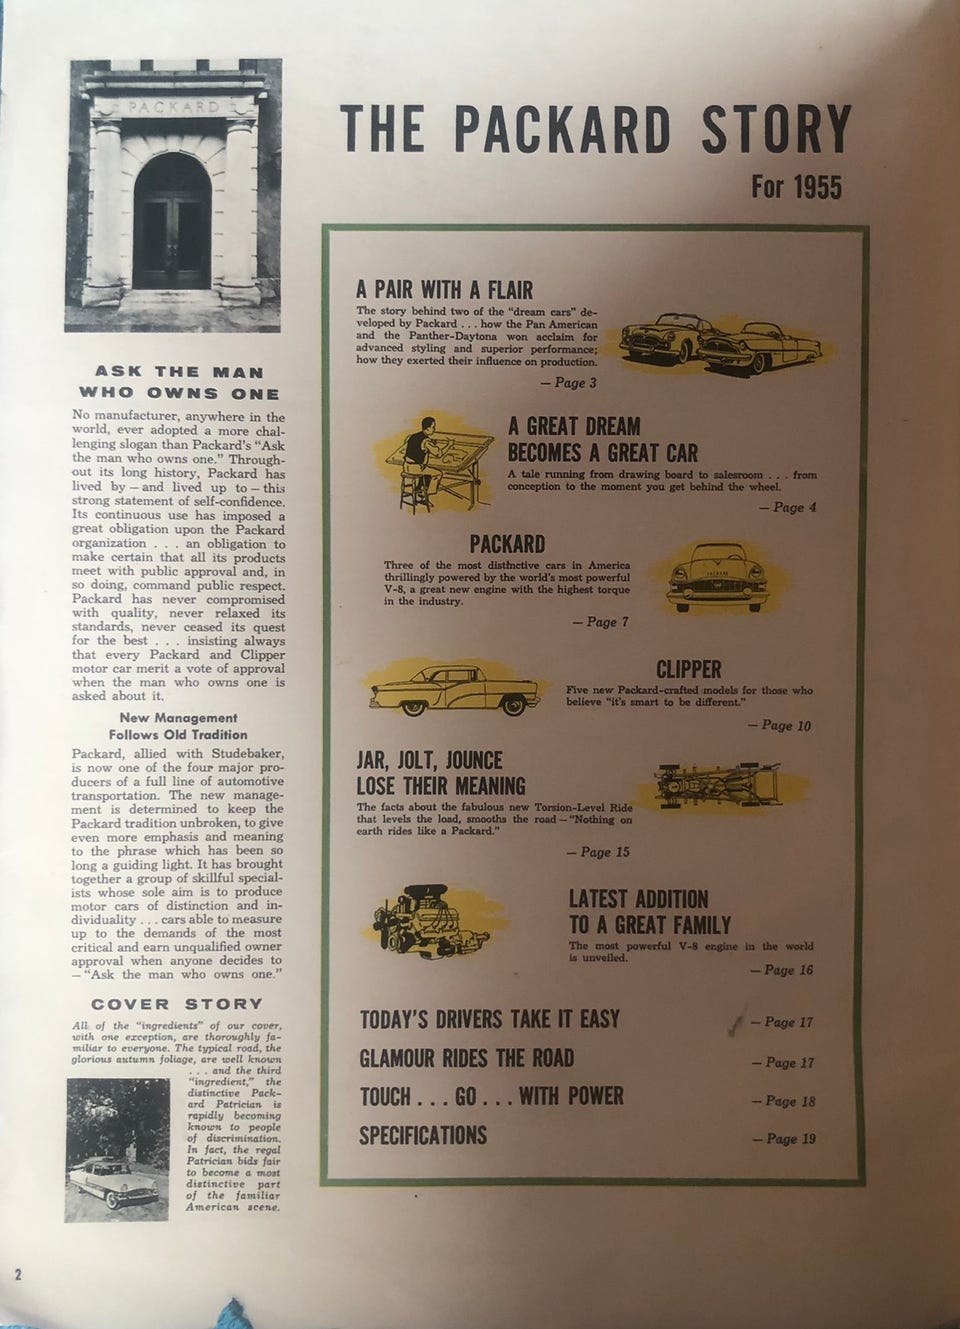 PACKARD
ASK THE MAN
WHO OWNS ONE
No manufacturer, anywhere in the
world, ever adopted a more chal-
lenging slogan than Packard's "Ask
the man who owns one." Through-
out its long history, Packard has
lived by — and lived up to — this
strong statement of self-confidence.
Its continuous use has imposed a
great obligation upon the Packard
organization . . . an obligation to
make certain that all its products
meet with public approval and, in
so doing, command public respect.
Packard has never compromised
with quality, never relaxed its
standards, never ceased its quest
for the best . . . insisting always
that every Packard and Clipper
motor car merit a vote of approval
when the man who owns one is
asked about it.
New Management
Follows Old Tradition
Packard, allied with Studebaker,
is now one of the four major pro-
ducers of a full line of automotive
transportation. The new manage-
ment is determined to keep the
Packard tradition unbroken, to give
even more emphasis and meaning
to the phrase which has been so
long a guiding light. It has brought
together a group of skillful special-
ists whose sole aim is to produce
motor cars of distinction and in-
dividuality . . . cars able to measure
up to the demands of the most
critical and earn unqualified owner
approval when anyone decides to
— "Ask the man who owns one."
COVER STORY
All of the "ingredients" of our cover,
with one exception, are thoroughly fa-
miliar to everyone. The typical road, the
glorious autumn foliage, are well known
. . . and the third
"ingredient," the
distinctive Pack-
ard Patrician is
rapidly becoming
known to people
of discrimination.
In fact, the regal
Patrician bids fair
to become a most
distinctive part
of the familiar
American scene.
2
THE PACKARD STORY
For 1955
A PAIR WITH A FLAIR
The story behind two of the "dream cars" de-
veloped by Packard . . . how the Pan American
and the Panther-Daytona won acclaim for
advanced styling and superior performance;
how they exerted their influence on production.
— Page 3
A GREAT DREAM
BECOMES A GREAT CAR
A tale running from drawing board to salesroom . . . from
conception to the moment you get behind the wheel.
— Page 4
PACKARD
Three of the most distinctive cars in America
thrillingly powered by the world's most powerful
V-8, a great new engine with the highest torque
in the industry.
— Page 7
PACKARD
CLIPPER
Five new Packard-crafted models for those who
believe "it's smart to be different."
— Page 10
JAR, JOLT, JOUNCE
LOSE THEIR MEANING
The facts about the fabulous new Torsion-Level Ride
that levels the load, smooths the road — "Nothing on
earth rides like a Packard."
— Page 15
LATEST ADDITION
TO A GREAT FAMILY
The most powerful V-8 engine in the world
is unveiled.
— Page 16
TODAY'S DRIVERS TAKE IT EASY — Page 17
GLAMOUR RIDES THE ROAD — Page 17
TOUCH . . . GO . . . WITH POWER — Page 18
SPECIFICATIONS — Page 19